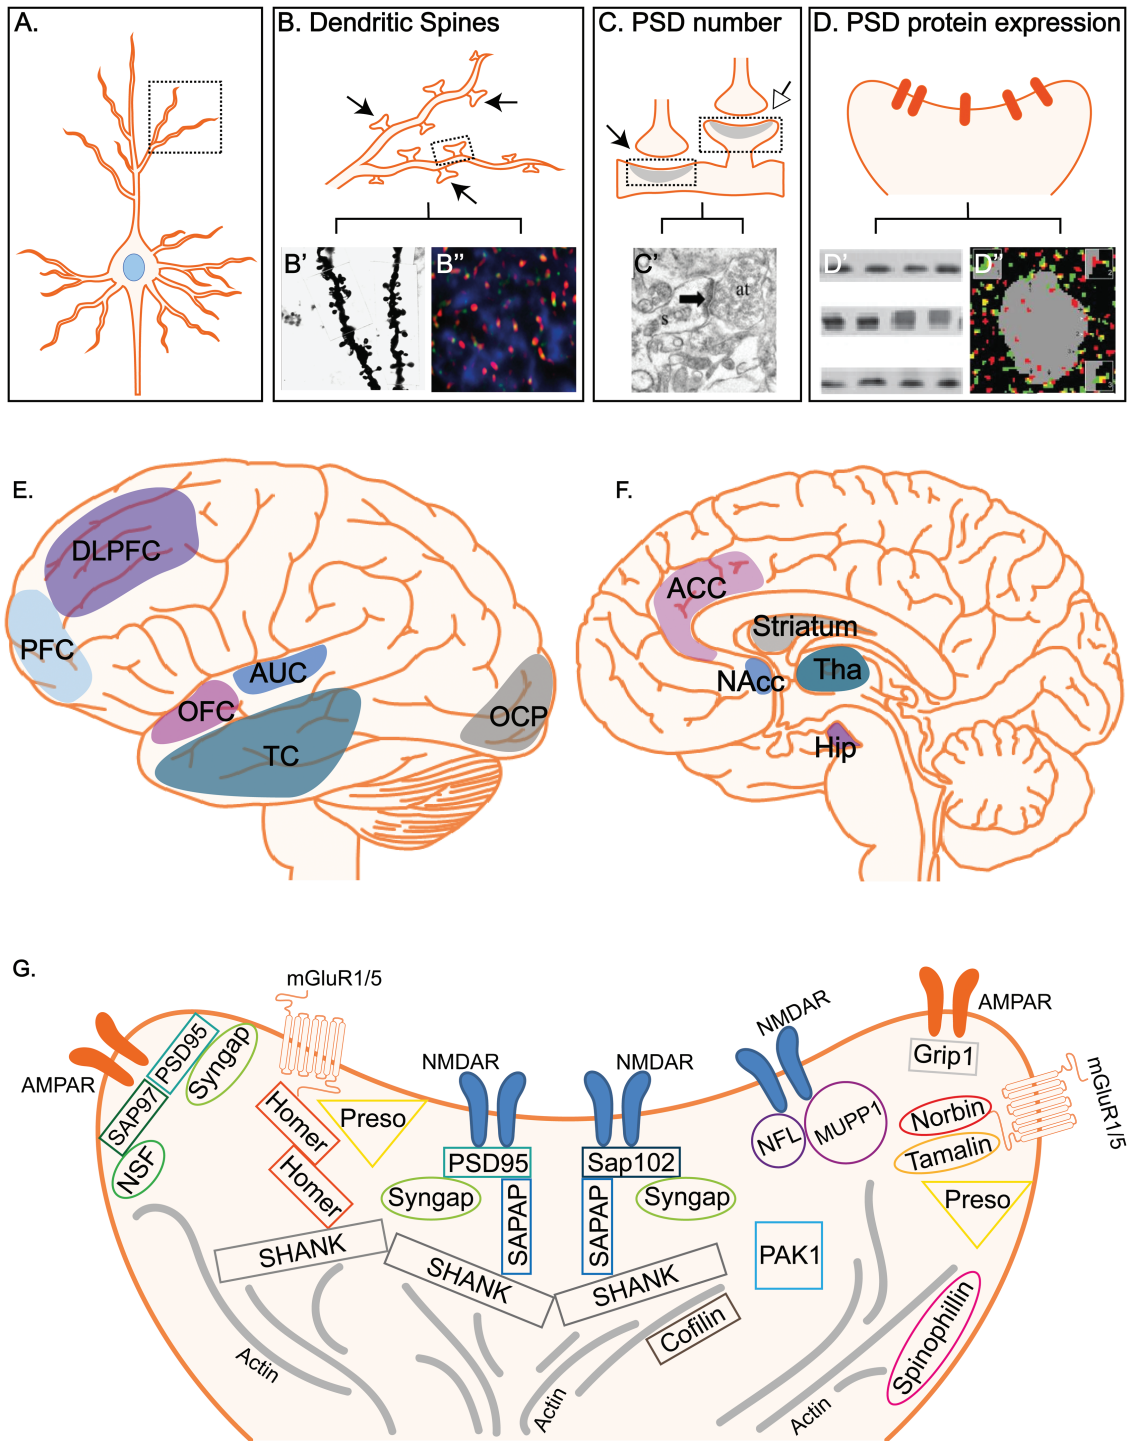 A.
B. Dendritic Spines
C. PSD number
D. PSD protein expression
B'
B"
C'
at
s
D'
D"
2
3
E.
DLPFC
PFC
AUC
OFC
TC
OCP
F.
ACC
Striatum
NAcc
Tha
Hip
G.
mGluR1/5
AMPAR
PSD95
Syngap
SAP97
NSF
Homer
Homer
Preso
NMDAR
NMDAR
PSD95
Sap102
Syngap
SAPAP
SAPAP
Syngap
NMDAR
NFL
MUPP1
AMPAR
Grip1
mGluR1/5
Norbin
Tamalin
Preso
SHANK
SHANK
SHANK
PAK1
Cofilin
Spinophillin
Actin
Actin
Actin